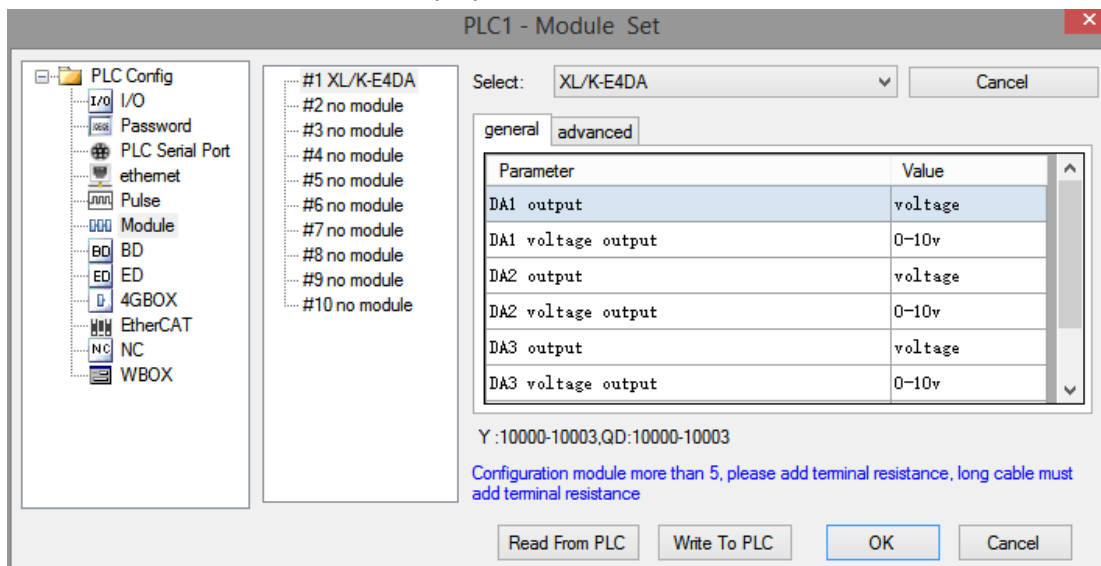 PLC1 - Module Set
PLC Config
I/O I/O
Password
PLC Serial Port
ethernet
Pulse
Module
BD BD
ED ED
4GBOX
EtherCAT
NC NC
WBOX
#1 XL/K-E4DA
#2 no module
#3 no module
#4 no module
#5 no module
#6 no module
#7 no module
#8 no module
#9 no module
#10 no module
Select: XL/K-E4DA Cancel
general advanced
Parameter Value
DA1 output voltage
DA1 voltage output 0-10v
DA2 output voltage
DA2 voltage output 0-10v
DA3 output voltage
DA3 voltage output 0-10v
Y :10000-10003,QD:10000-10003
Configuration module more than 5, please add terminal resistance, long cable must
add terminal resistance
Read From PLC Write To PLC OK Cancel